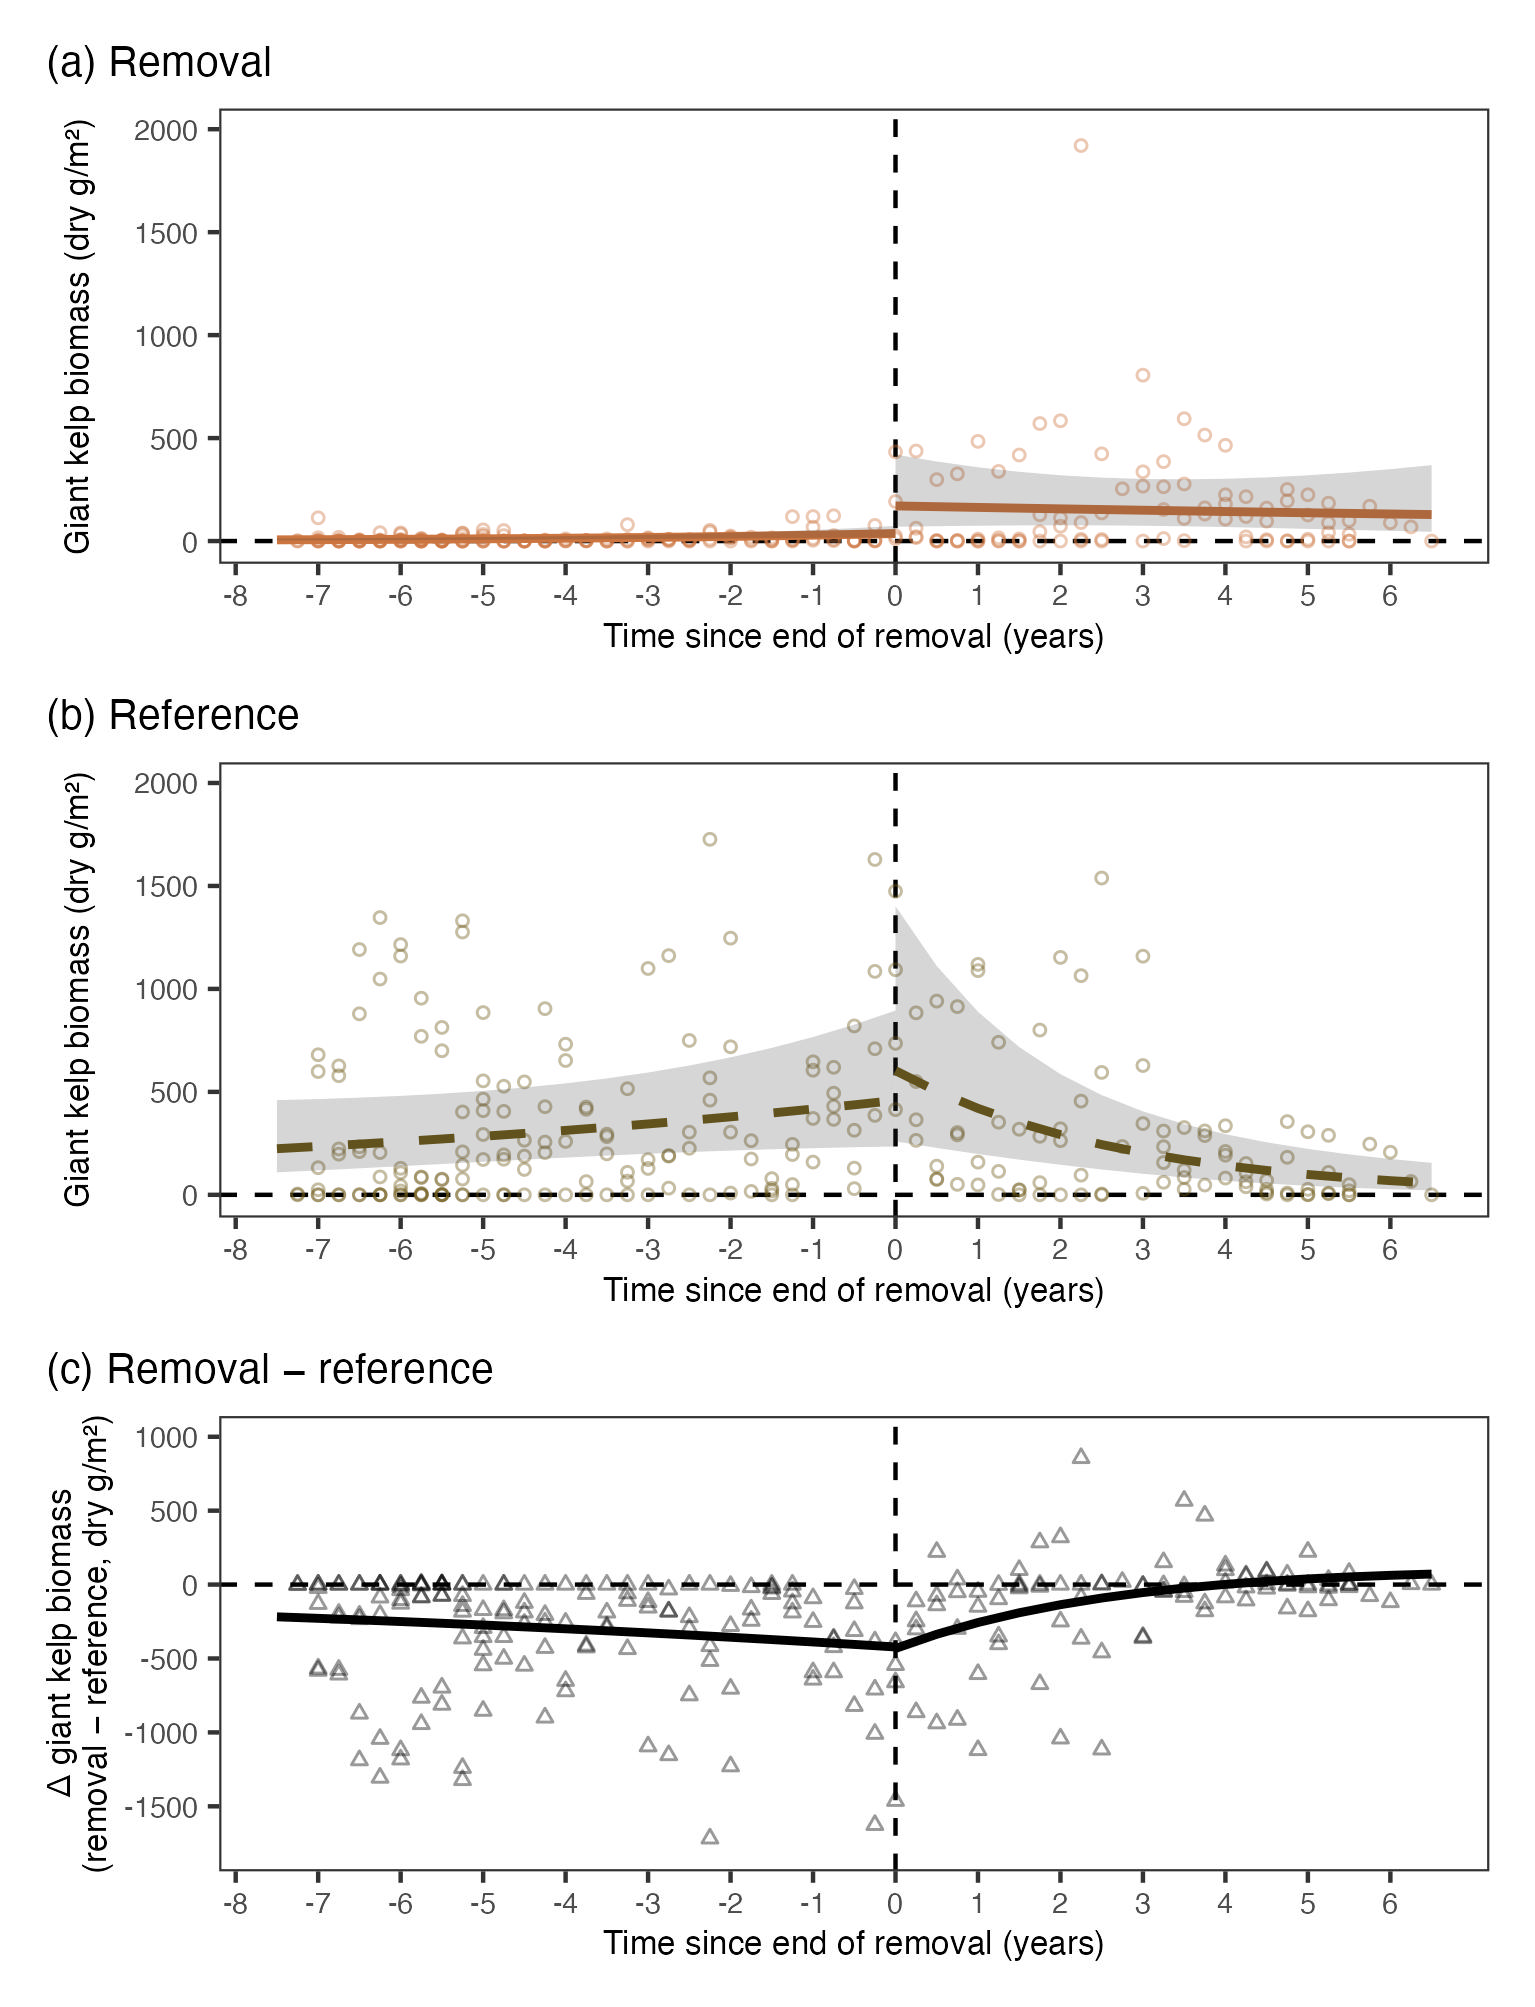 (a) Removal
Giant kelp biomass (dry g/m²)
2000
1500
1000
500
0
-8 -7 -6 -5 -4 -3 -2 -1 0 1 2 3 4 5 6
Time since end of removal (years)
(b) Reference
Giant kelp biomass (dry g/m²)
2000
1500
1000
500
0
-8 -7 -6 -5 -4 -3 -2 -1 0 1 2 3 4 5 6
Time since end of removal (years)
(c) Removal − reference
Δ giant kelp biomass
(removal − reference, dry g/m²)
1000
500
0
-500
-1000
-1500
-8 -7 -6 -5 -4 -3 -2 -1 0 1 2 3 4 5 6
Time since end of removal (years)